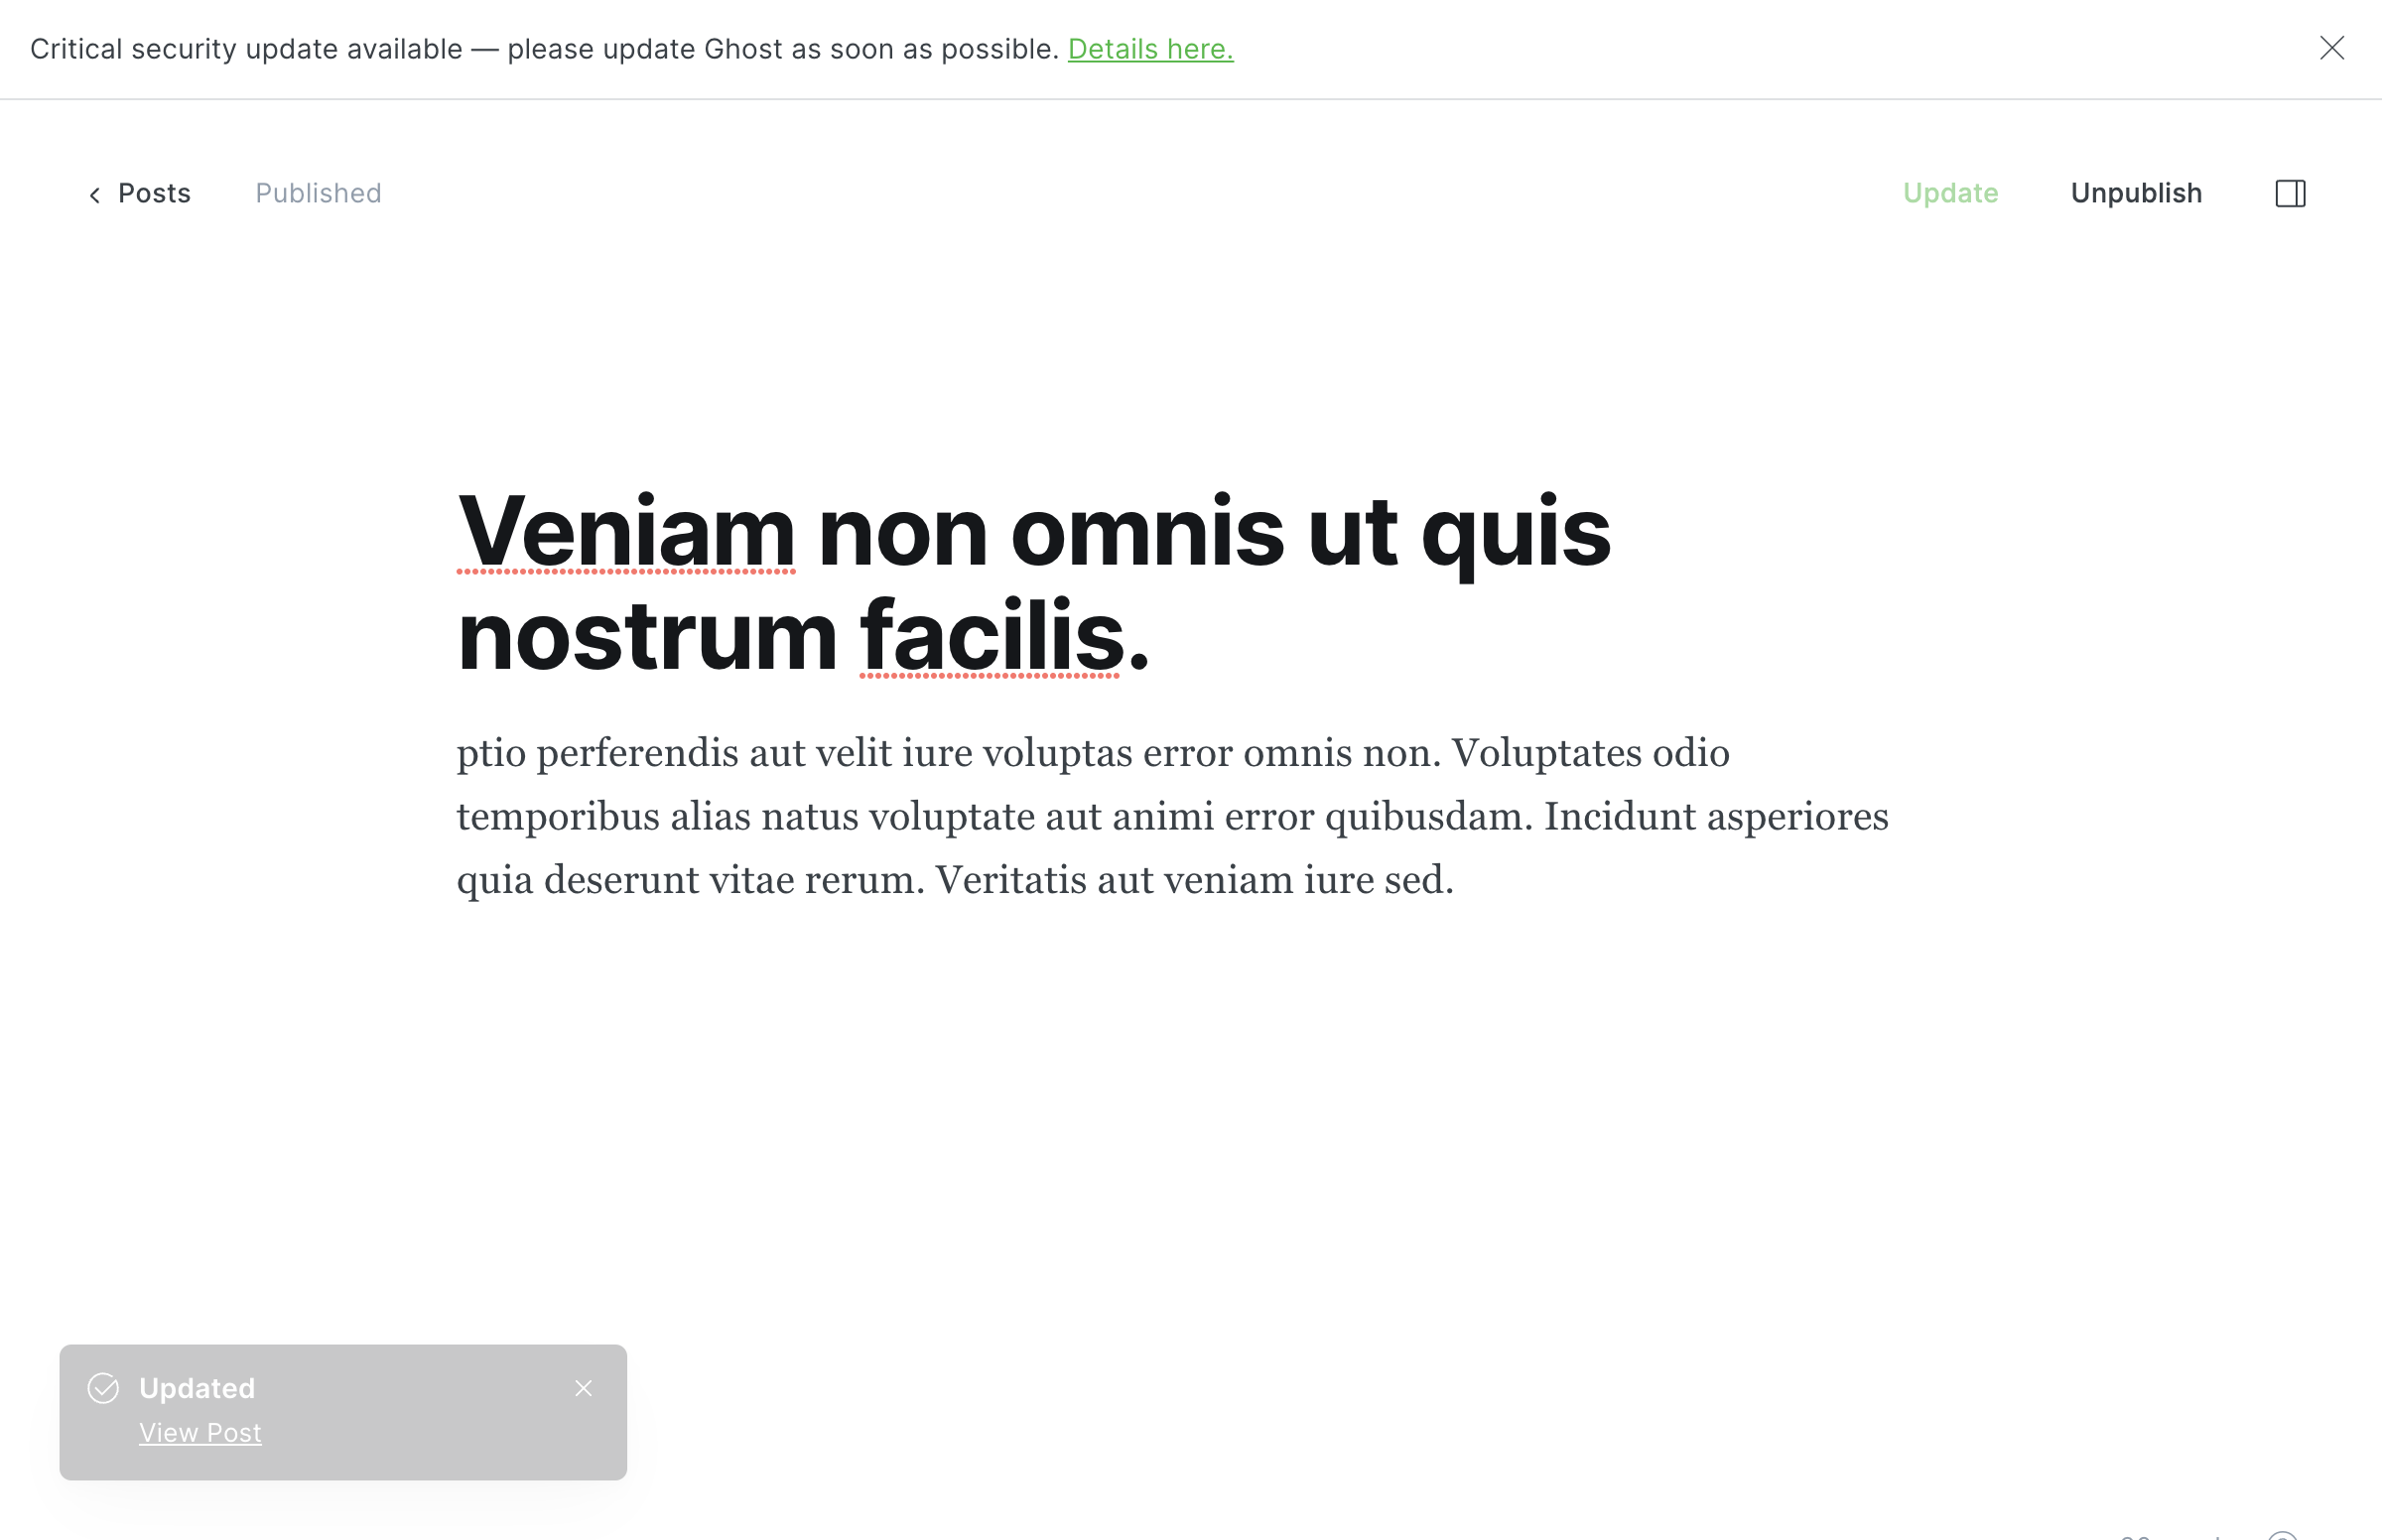 Critical security update available — please update Ghost as soon as possible. Details here.
Posts Published Update Unpublish
Veniam non omnis ut quis
nostrum facilis.
ptio perferendis aut velit iure voluptas error omnis non. Voluptates odio
temporibus alias natus voluptate aut animi error quibusdam. Incidunt asperiores
quia deserunt vitae rerum. Veritatis aut veniam iure sed.
Updated
View Post